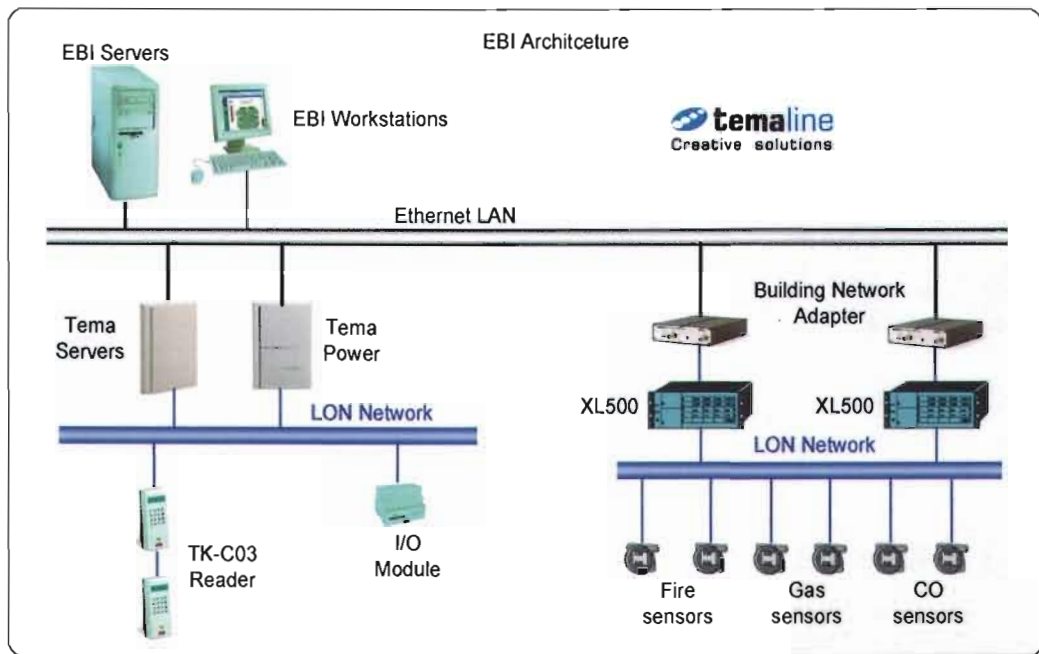 EBI Architceture
EBI Servers
EBI Workstations
temaline
Creative solutions
Ethernet LAN
Tema
Servers
Tema
Power
Building Network
Adapter
XL500
XL500
LON Network
LON Network
TK-C03
Reader
I/O
Module
Fire
sensors
Gas
sensors
CO
sensors